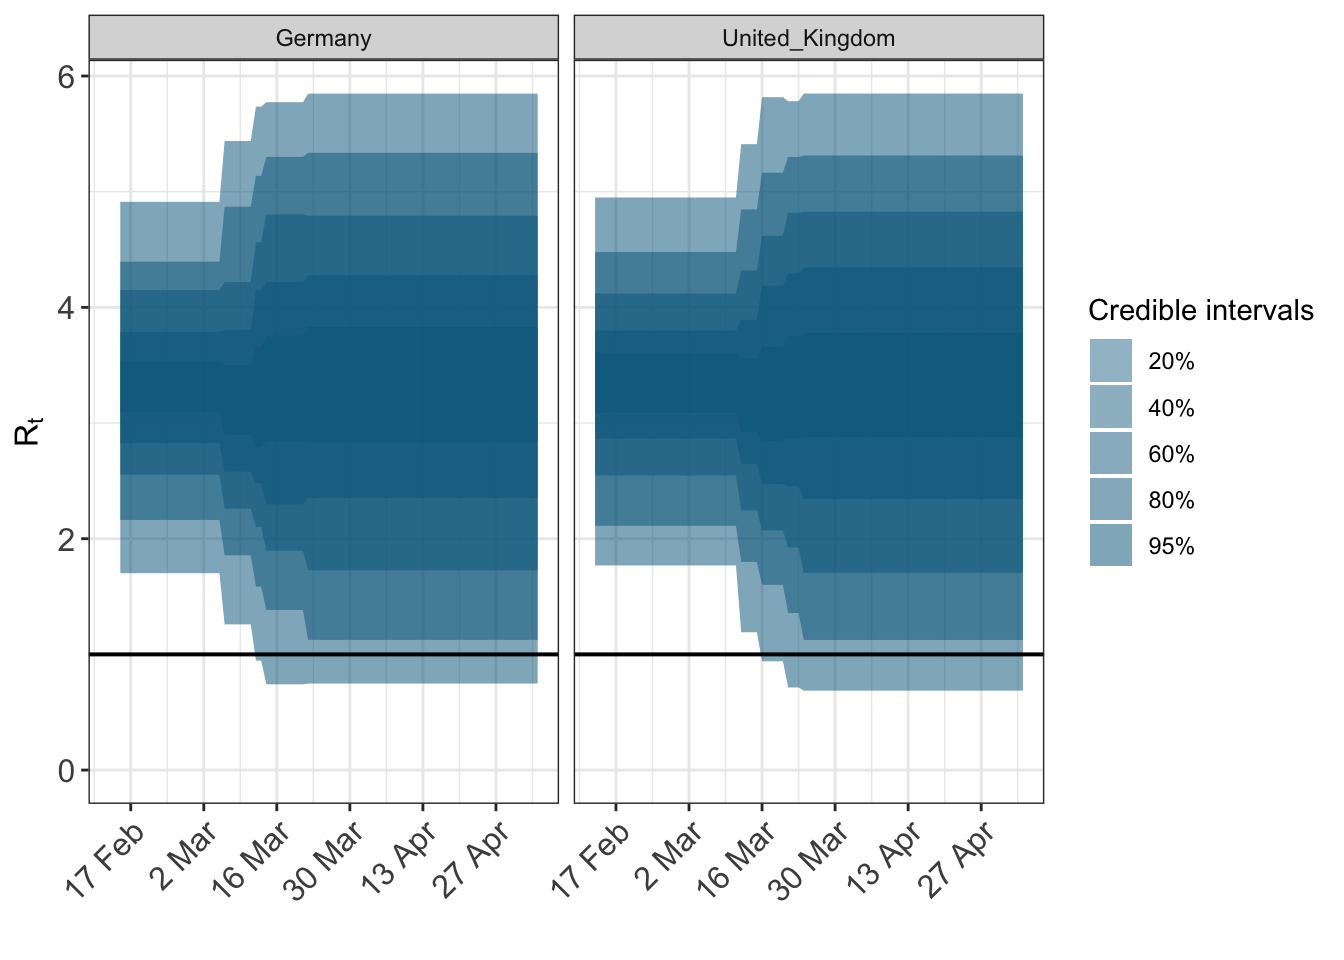 Germany
United_Kingdom
6
4
2
0
Rt
17 Feb
2 Mar
16 Mar
30 Mar
13 Apr
27 Apr
17 Feb
2 Mar
16 Mar
30 Mar
13 Apr
27 Apr
Credible intervals
20%
40%
60%
80%
95%